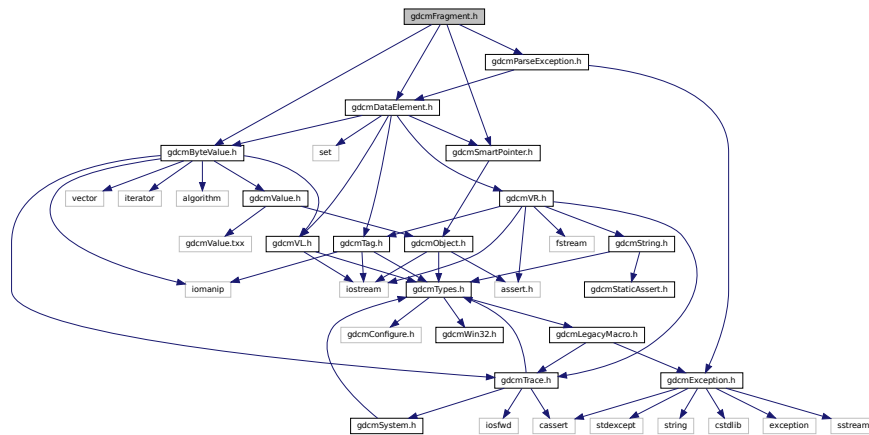 gdcmFragment.h
gdcmParseException.h
gdcmDataElement.h
gdcmByteValue.h
set
gdcmSmartPointer.h
vector
iterator
algorithm
gdcmValue.h
gdcmVR.h
gdcmValue.txx
gdcmVL.h
gdcmTag.h
gdcmObject.h
fstream
gdcmString.h
iomanip
iostream
gdcmTypes.h
assert.h
gdcmStaticAssert.h
gdcmConfigure.h
gdcmWin32.h
gdcmLegacyMacro.h
gdcmTrace.h
gdcmException.h
gdcmSystem.h
iosfwd
cassert
stdexcept
string
cstdlib
exception
sstream